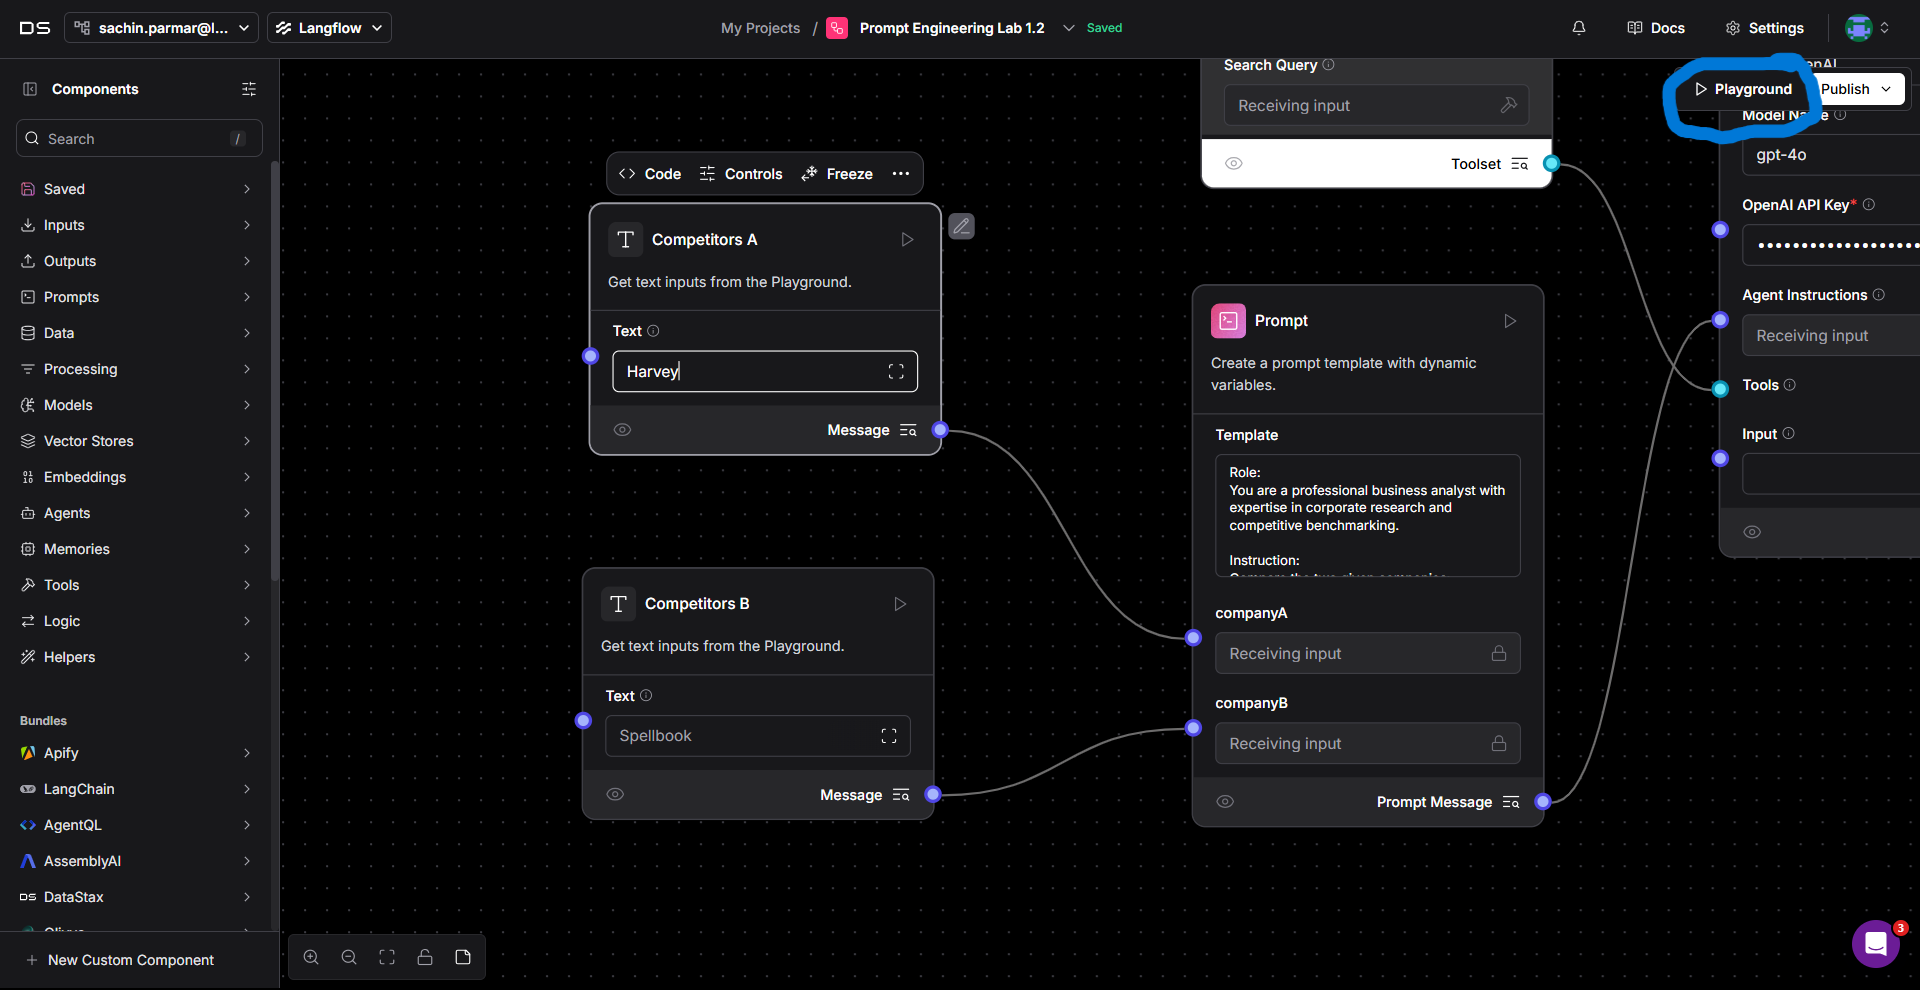 DS
sachin.parmar@l...
Langflow
My Projects / Prompt Engineering Lab 1.2
Saved
Docs
Settings
Components
Search
/
Saved
Inputs
Outputs
Prompts
Data
Processing
Models
Vector Stores
Embeddings
Agents
Memories
Tools
Logic
Helpers
Bundles
Apify
LangChain
AgentQL
AssemblyAI
DS DataStax
New Custom Component
Code
Controls
Freeze
Competitors A
Get text inputs from the Playground.
Text
Harvey
Message
Competitors B
Get text inputs from the Playground.
Text
Spellbook
Message
Search Query
Receiving input
Toolset
Prompt
Create a prompt template with dynamic
variables.
Template
Role:
You are a professional business analyst with
expertise in corporate research and
competitive benchmarking.
Instruction:
companyA
Receiving input
companyB
Receiving input
Prompt Message
Playground
Publish
Model Name
gpt-4o
OpenAI API Key*
Agent Instructions
Receiving input
Tools
Input
3